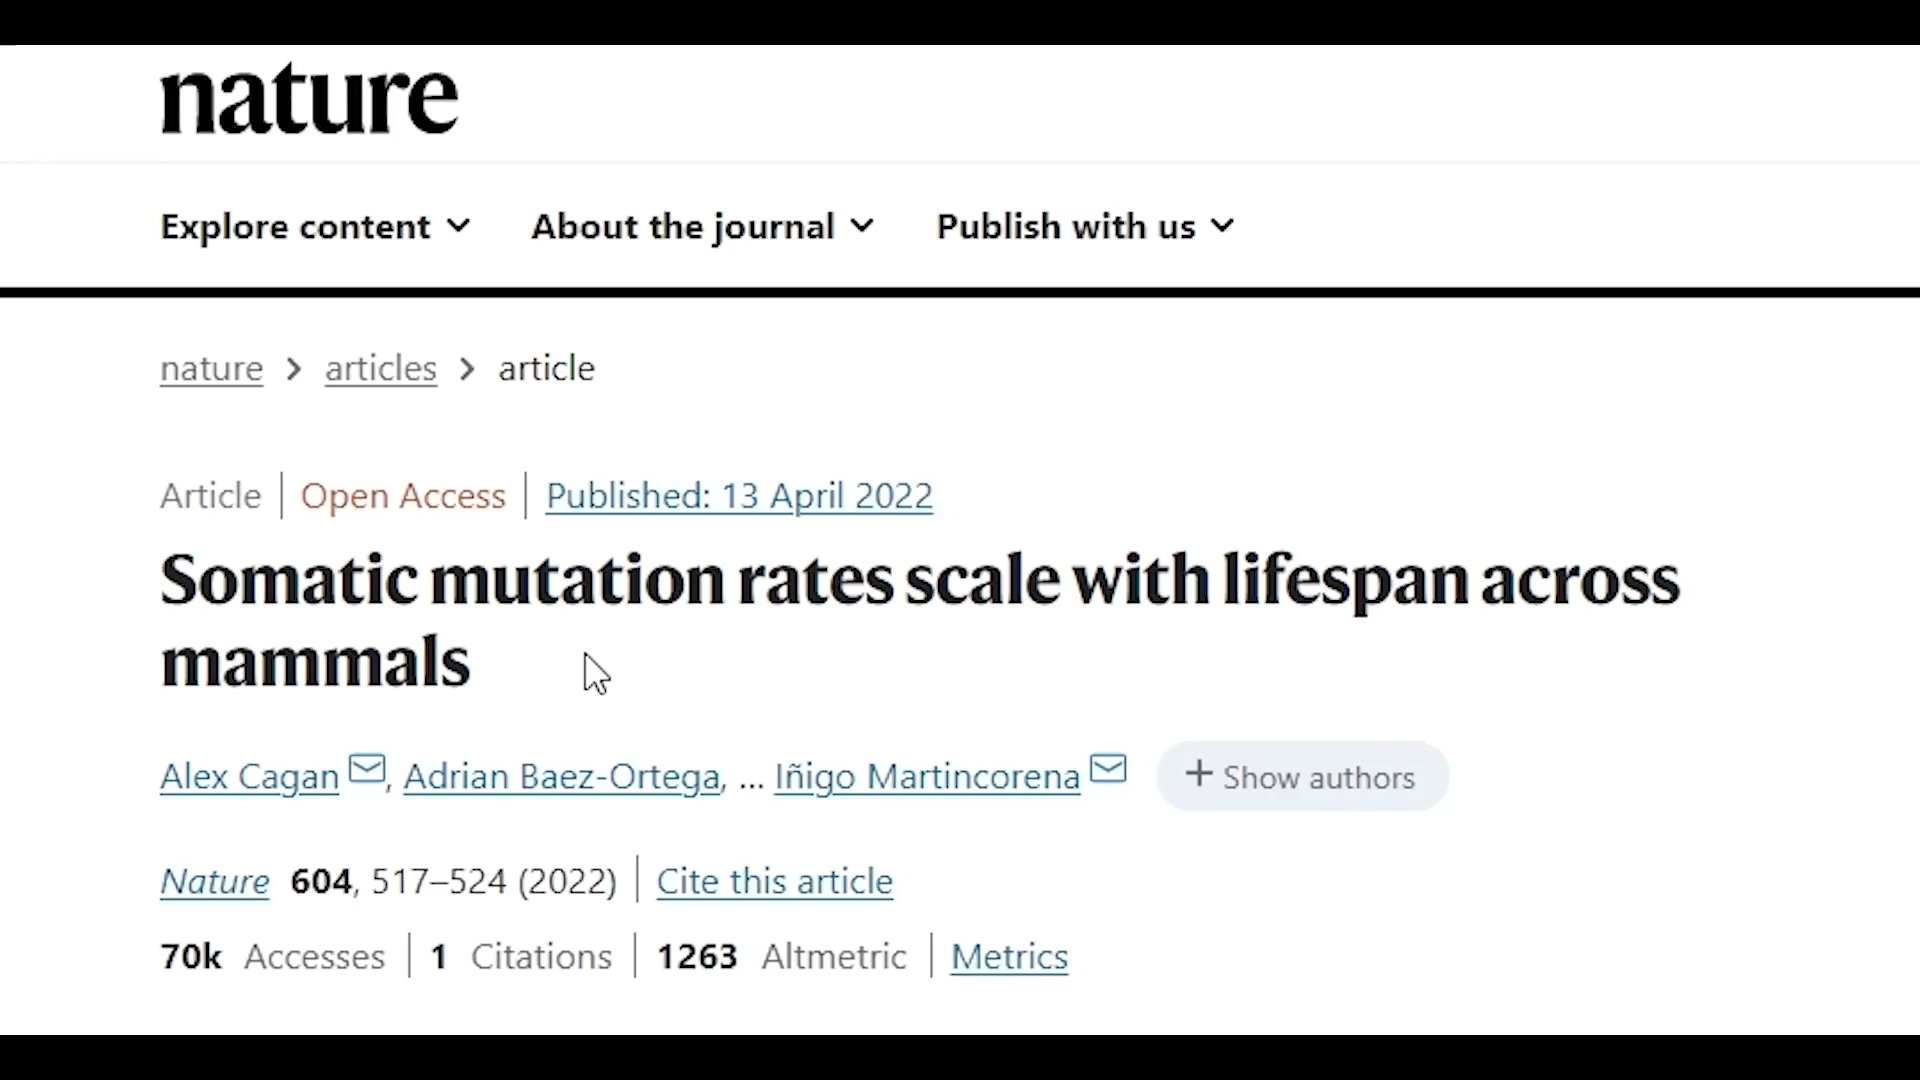 nature
Explore content About the journal Publish with us
nature > articles > article
Article | Open Access | Published: 13 April 2022
Somatic mutation rates scale with lifespan across
mammals
Alex Cagan, Adrian Baez-Ortega, ... Iñigo Martincorena + Show authors
Nature 604, 517–524 (2022) | Cite this article
70k Accesses | 1 Citations | 1263 Altmetric | Metrics